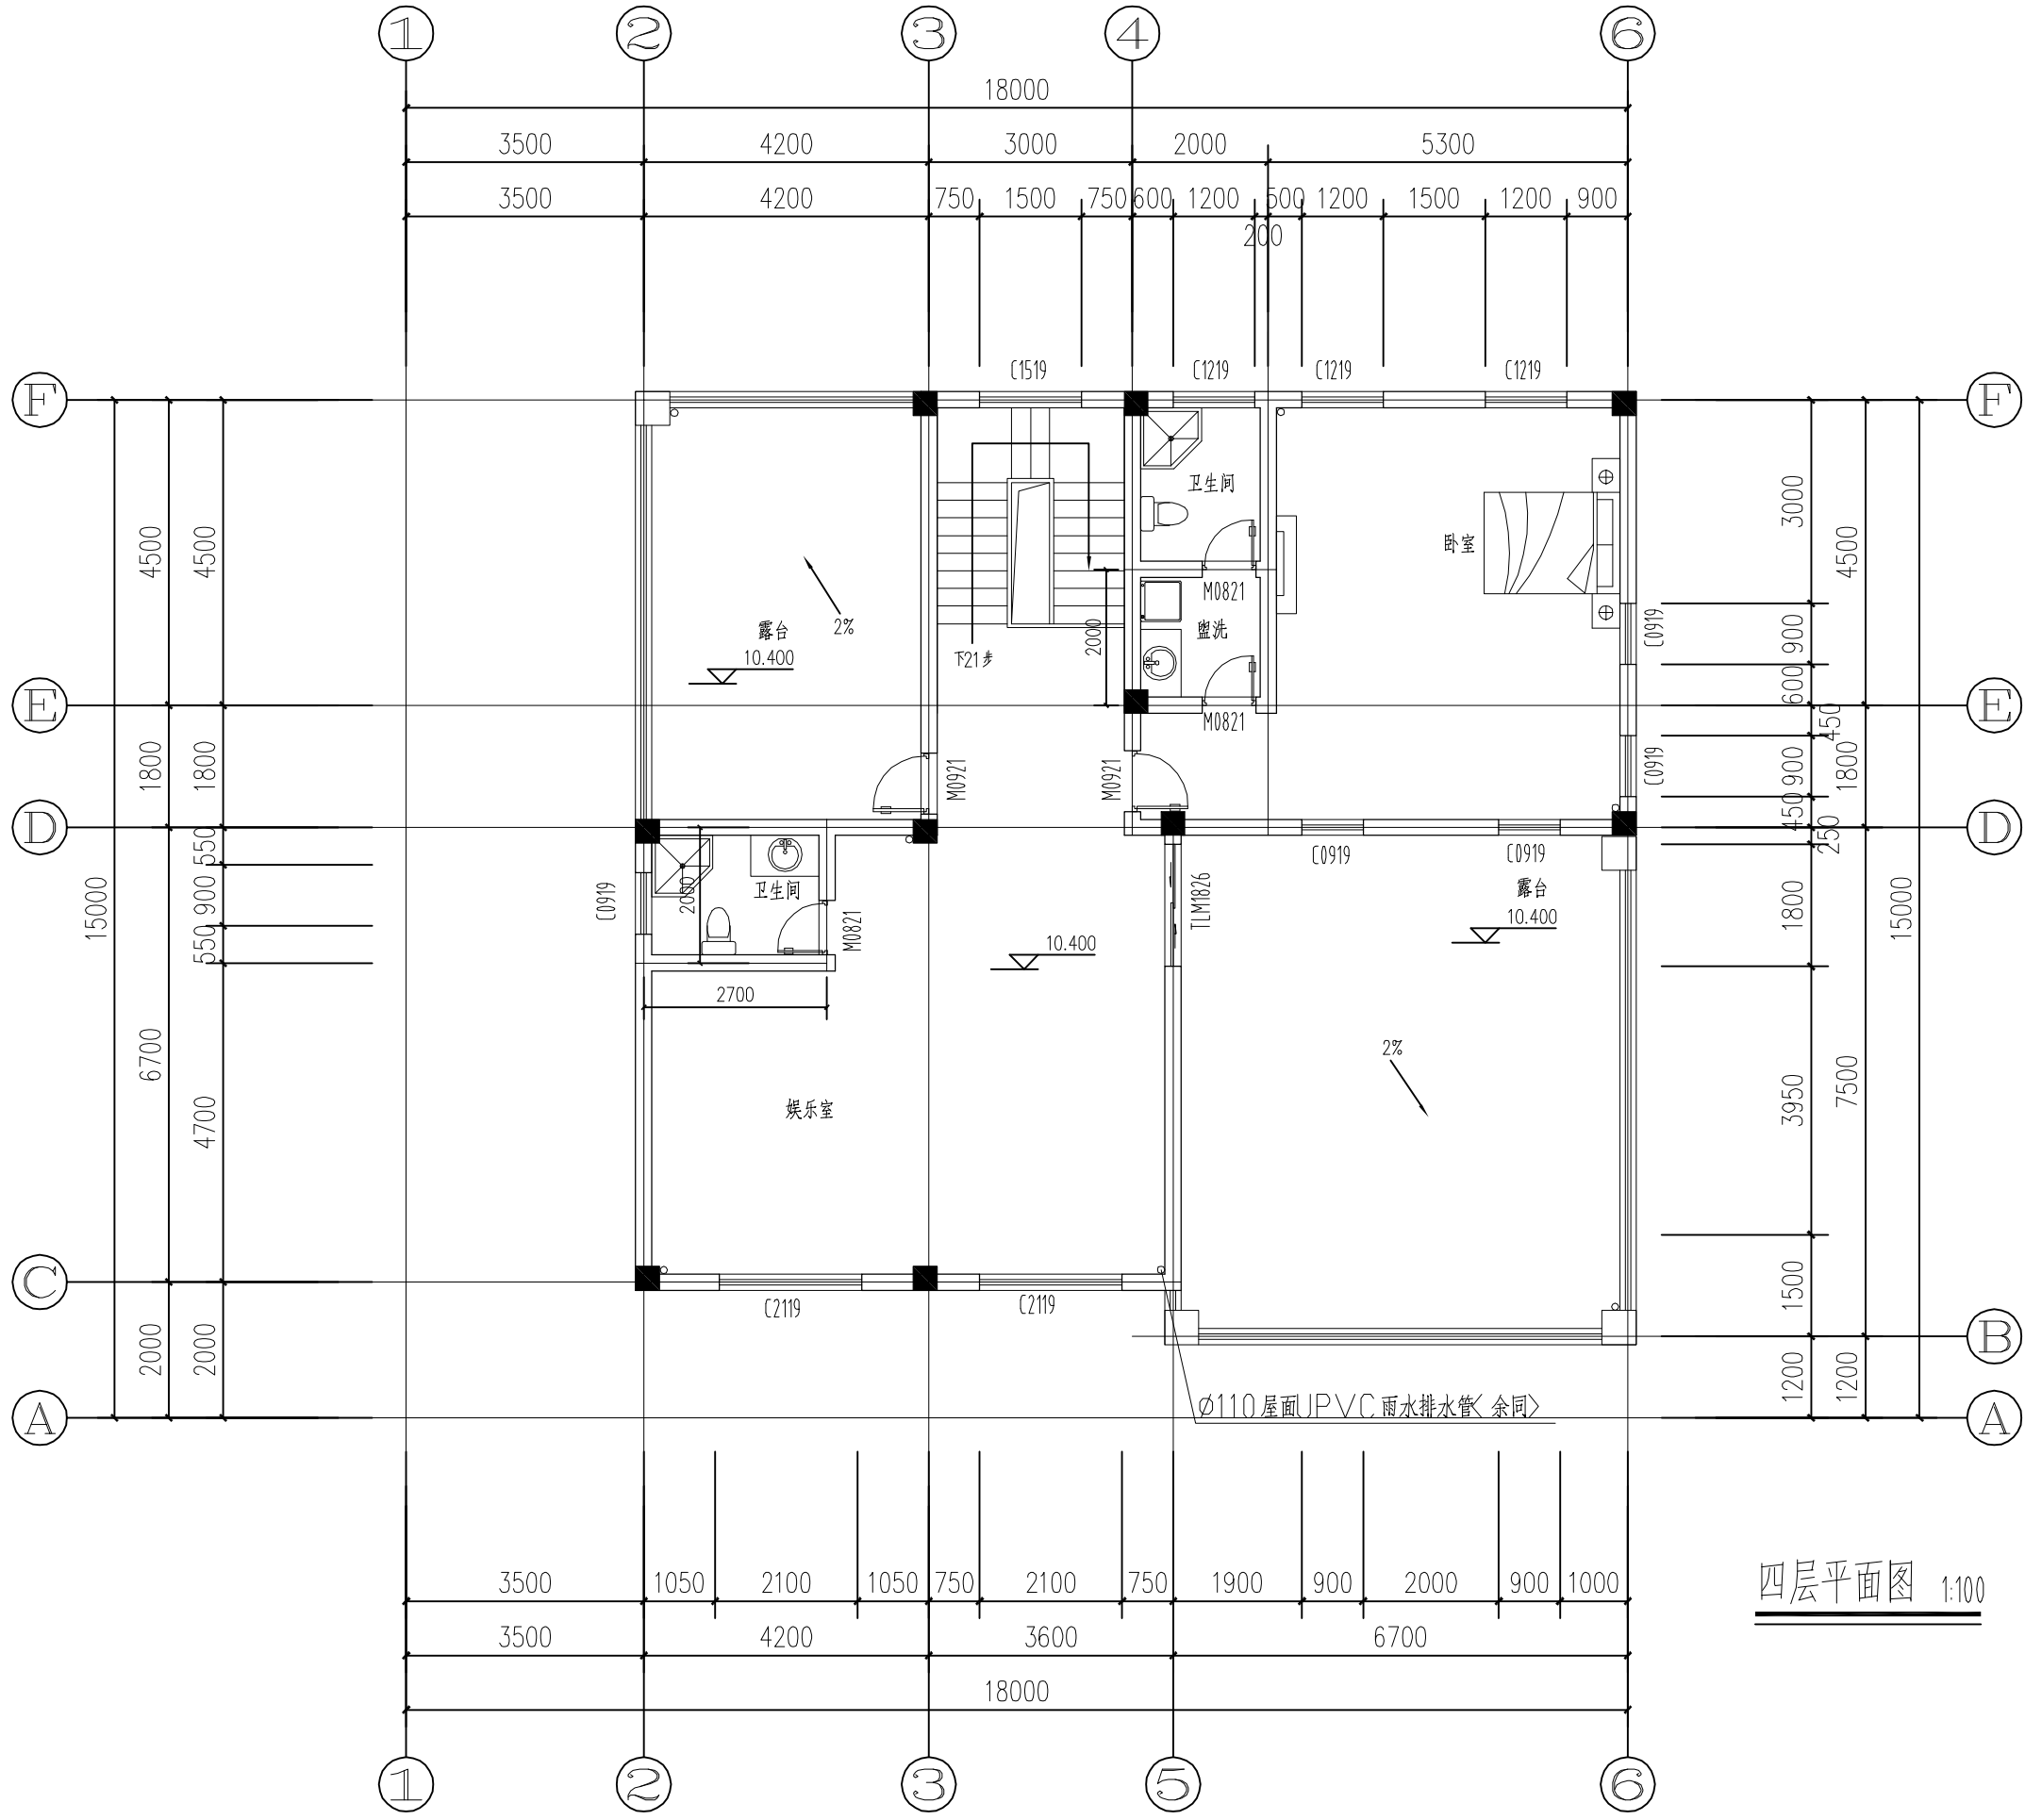 1 2 3 4 6
18000
3500 4200 3000 2000 5300
3500 4200 750 1500 750 600 1200 500 1200 1500 1200 900
200
C1519 C1219 C1219 C1219
F F
3000
卫生间
4500 4500 4500
卧室
M0821
露台 2% 2000 盥洗 C0919 900
10.400 下21步
600
E E
M0821 450
1800 1800 M0921 M0921 C0919 900 1800
450
D D
550 250
C0919 C0919
15000 900 C0919 2000 卫生间 M0821 TLM1826 露台 1800 15000
10.400
550 10.400
2700
6700 2% 7500
4700 娱乐室 3950
C
C2119 C2119 1500
B
2000 2000 1200 1200
Ø110屋面UPVC雨水排水管<余同>
A A
3500 1050 2100 1050 750 2100 750 1900 900 2000 900 1000
四层平面图 1:100
3500 4200 3600 6700
18000
1 2 3 5 6